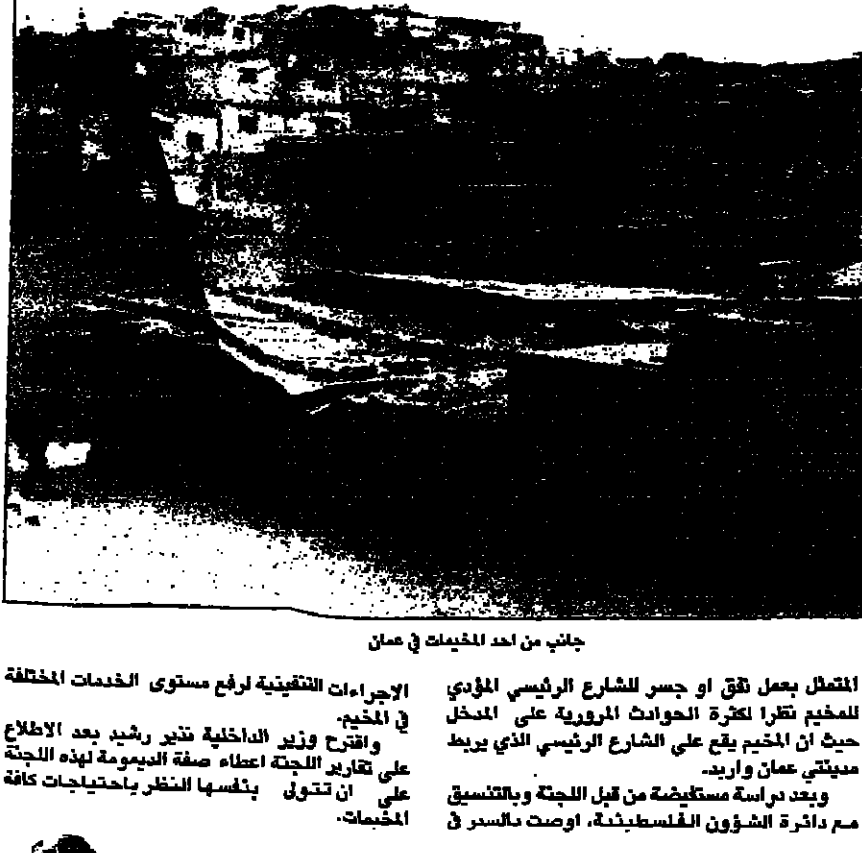 جانب من احد المخيمات في عمان
المتمثل بعمل نفق او جسر للشارع الرئيسي المؤدي
للمخيم نظرا لكثرة الحوادث المرورية على المدخل
حيث ان المخيم يقع على الشارع الرئيسي الذي يربط
مدينتي عمان واربد.
وبعد دراسة مستفيضة من قبل اللجنة وبالتنسيق
مع دائرة الشؤون الفلسطينية، اوصت بالسير في
الاجراءات التنفيذية لرفع مستوى الخدمات المختلفة
في المخيم.
واقترح وزير الداخلية نذير رشيد بعد الاطلاع
على تقارير اللجنة اعطاء صفة الديمومة لهذه اللجنة
على ان تتولى بنفسها النظر باحتياجات كافة
المخيمات.